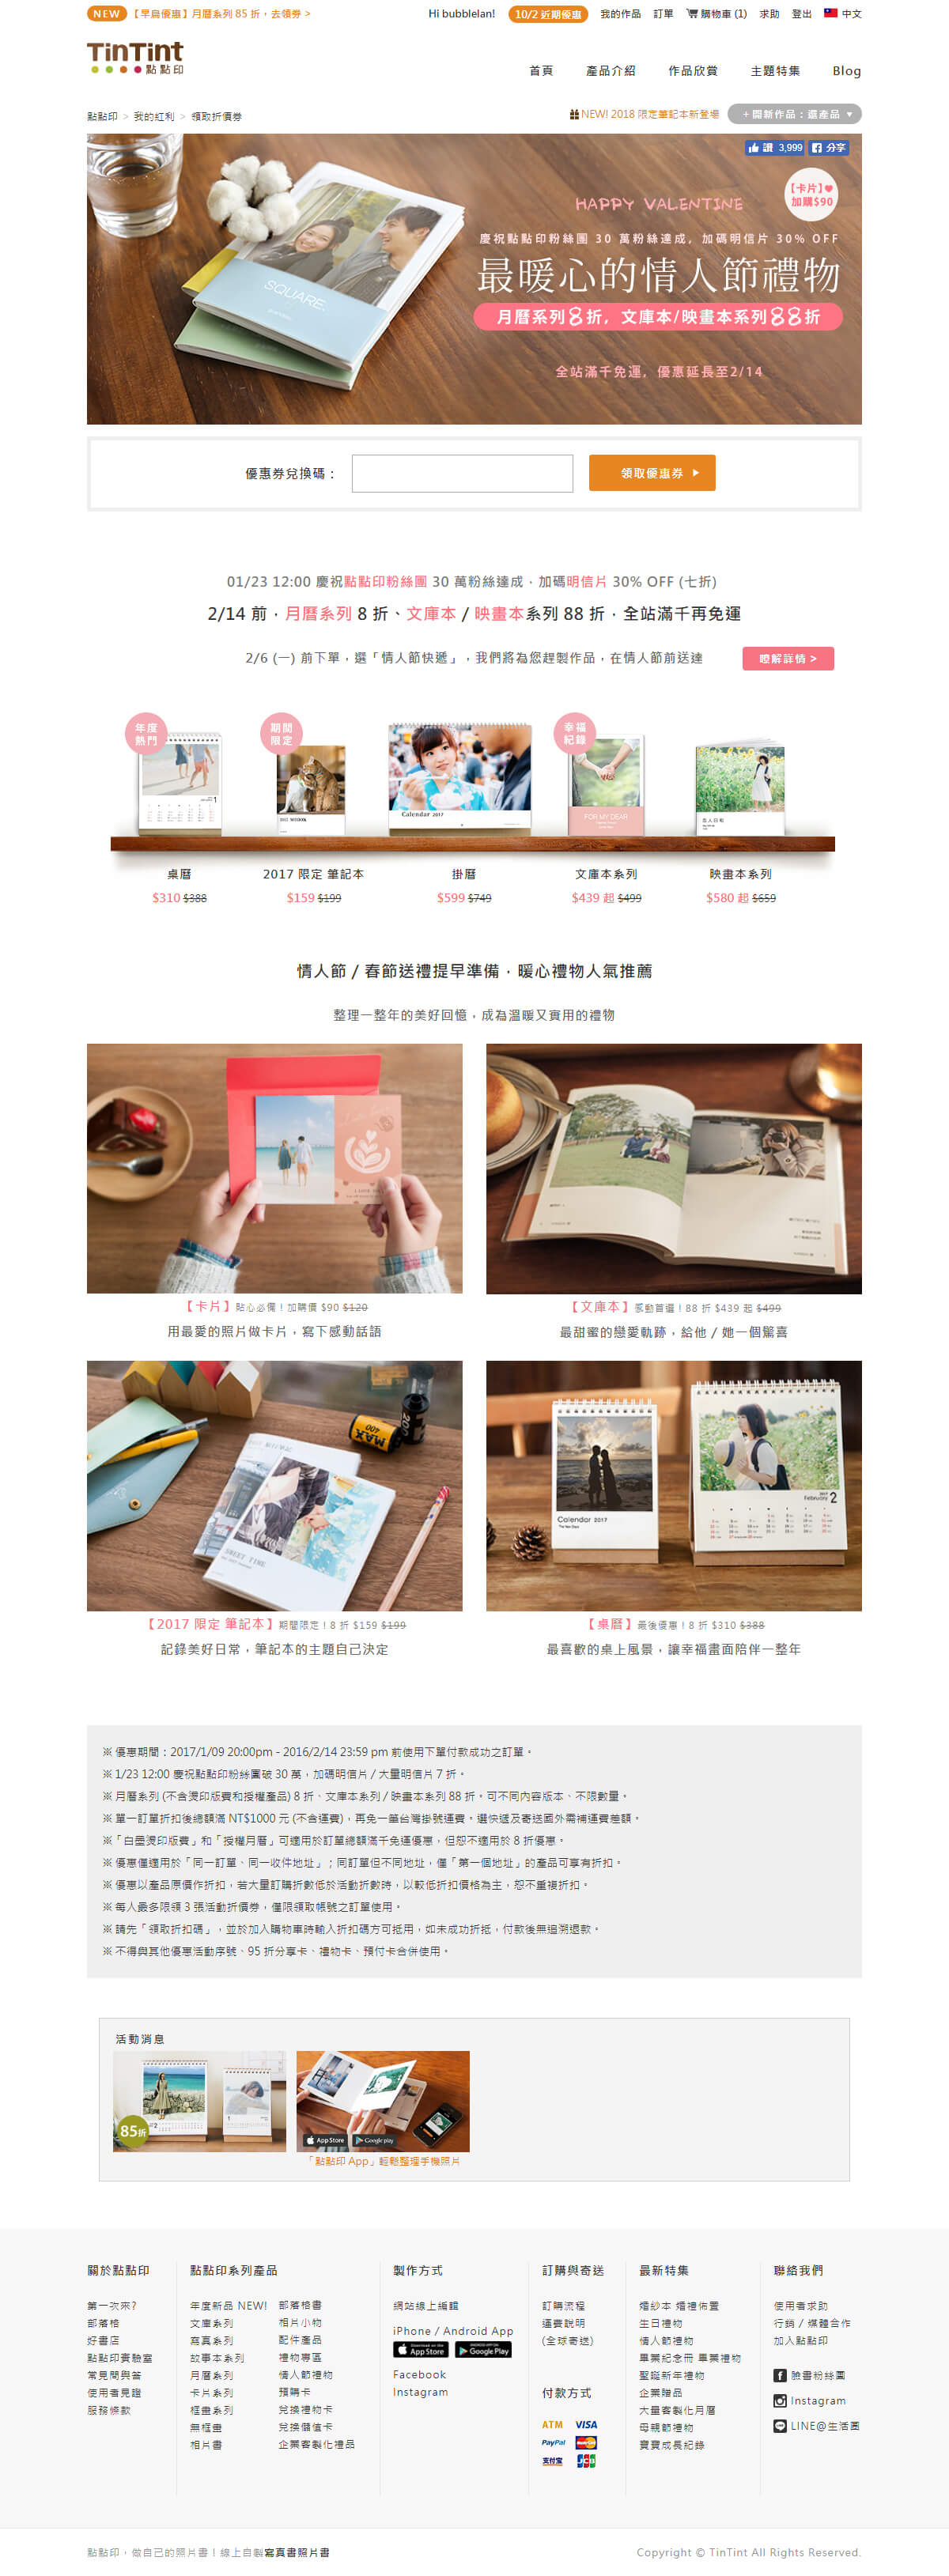 NEW 【早鳥優惠】月曆系列 85 折，去領券 >
Hi bubblelan! 10/2 近期優惠 我的作品 訂單 購物車 (1) 求助 登出 中文
TinTint
點點印
首頁 產品介紹 作品欣賞 主題特集 Blog
點點印 > 我的紅利 > 領取折價券
NEW! 2018 限定筆記本新登場 + 開新作品：選產品 ▾
讚 3,999 分享
【卡片】♥
加購$90
HAPPY VALENTINE
慶祝點點印粉絲團 30 萬粉絲達成，加碼明信片 30% OFF
最暖心的情人節禮物
月曆系列8折，文庫本/映畫本系列88折
全站滿千免運，優惠延長至2/14
SQUARE.
優惠券兌換碼：
領取優惠券
01/23 12:00 慶祝點點印粉絲團 30 萬粉絲達成．加碼明信片 30% OFF (七折)
2/14 前．月曆系列 8 折、文庫本 / 映畫本系列 88 折．全站滿千再免運
2/6 (一) 前下單，選「情人節快遞」，我們將為您趕製作品，在情人節前送達
瞭解詳情 >
年度
熱門
期間
限定
幸福
紀錄
Calendar 2017
FOR MY DEAR
桌曆 2017 限定 筆記本 掛曆 文庫本系列 映畫本系列
$310 $388 $159 $199 $599 $749 $439 起 $499 $580 起 $659
情人節 / 春節送禮提早準備．暖心禮物人氣推薦
整理一整年的美好回憶，成為溫暖又實用的禮物
【卡片】貼心必備！加購價 $90 $120
用最愛的照片做卡片，寫下感動話語
【文庫本】感動首選！88 折 $439 起 $499
最甜蜜的戀愛軌跡，給他 / 她一個驚喜
MAX
400
200
SWEET TIME
Calendar 2017
February 2
【2017 限定 筆記本】期間限定！8 折 $159 $199
記錄美好日常，筆記本的主題自己決定
【桌曆】最後優惠！8 折 $310 $388
最喜歡的桌上風景，讓幸福畫面陪伴一整年
※ 優惠期間：2017/1/09 20:00pm - 2016/2/14 23:59 pm 前使用下單付款成功之訂單。
※ 1/23 12:00 慶祝點點印粉絲團破 30 萬，加碼明信片 / 大量明信片 7 折。
※ 月曆系列 (不含燙印版費和授權產品) 8 折、文庫本系列 / 映畫本系列 88 折。可不同內容版本、不限數量。
※ 單一訂單折扣後總額滿 NT$1000 元 (不含運費)，再免一筆台灣掛號運費。選快遞及寄送國外需補運費差額。
※「白墨燙印版費」和「授權月曆」可適用於訂單總額滿千免運優惠，但恕不適用於 8 折優惠。
※ 優惠僅適用於「同一訂單、同一收件地址」；同訂單但不同地址，僅「第一個地址」的產品可享有折扣。
※ 優惠以產品原價作折扣，若大量訂購折數低於活動折數時，以較低折扣價格為主，恕不重複折扣。
※ 每人最多限領 3 張活動折價券，僅限領取帳號之訂單使用。
※ 請先「領取折扣碼」，並於加入購物車時輸入折扣碼方可抵用，如未成功折抵，付款後無追溯退款。
※ 不得與其他優惠活動序號、95 折分享卡、禮物卡、預付卡合併使用。
活動消息
85折
App Store Google play
「點點印 App」輕鬆整理手機照片
關於點點印
第一次來?
部落格
好書店
點點印實驗室
常見問與答
使用者見證
服務條款
點點印系列產品
年度新品 NEW!
文庫系列
寫真系列
故事本系列
月曆系列
卡片系列
框畫系列
無框畫
相片書
部落格書
相片小物
配件產品
禮物專區
情人節禮物
預購卡
兌換禮物卡
兌換儲值卡
企業客製化禮品
製作方式
網站線上編輯
iPhone / Android App
App Store Google Play
Facebook
Instagram
訂購與寄送
訂購流程
運費說明
(全球寄送)
付款方式
ATM VISA
PayPal MasterCard
支付宝 JCB
最新特集
婚紗本 婚禮佈置
生日禮物
情人節禮物
畢業紀念冊 畢業禮物
聖誕新年禮物
企業贈品
大量客製化月曆
母親節禮物
寶寶成長紀錄
聯絡我們
使用者求助
行銷 / 媒體合作
加入點點印
臉書粉絲團
Instagram
LINE@生活圈
點點印，做自己的照片書！線上自製寫真書照片書
Copyright © TinTint All Rights Reserved.